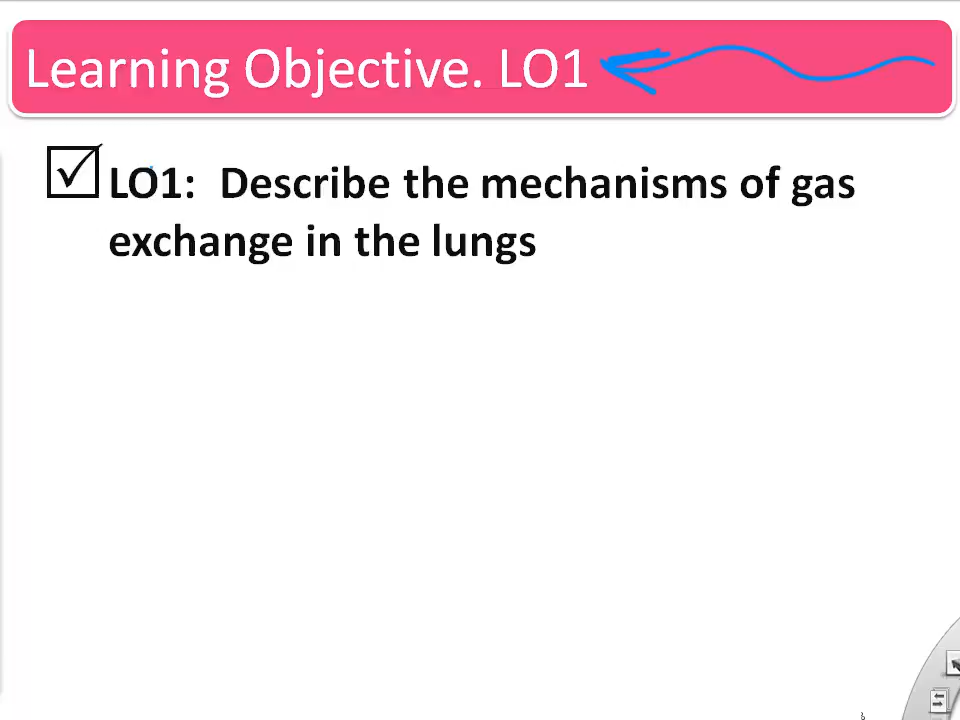 Learning Objective. LO1
LO1: Describe the mechanisms of gas
exchange in the lungs